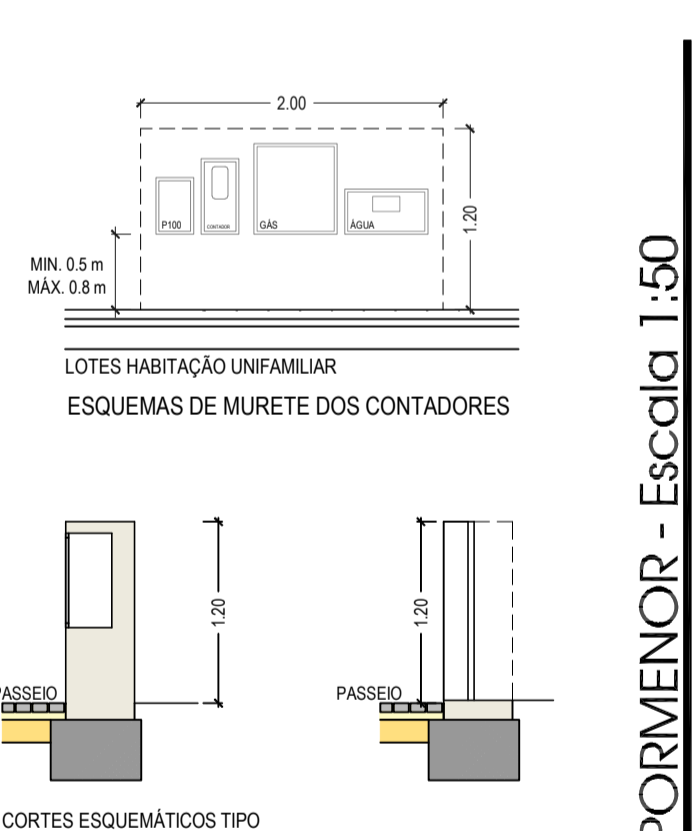 2.00
P100
CONTADOR
GÁS
ÁGUA
1.20
MIN. 0.5 m
MÁX. 0.8 m
LOTES HABITAÇÃO UNIFAMILIAR
ESQUEMAS DE MURETE DOS CONTADORES
1.20
PASSEIO
1.20
PASSEIO
CORTES ESQUEMÁTICOS TIPO
PORMENOR - Escala 1:50